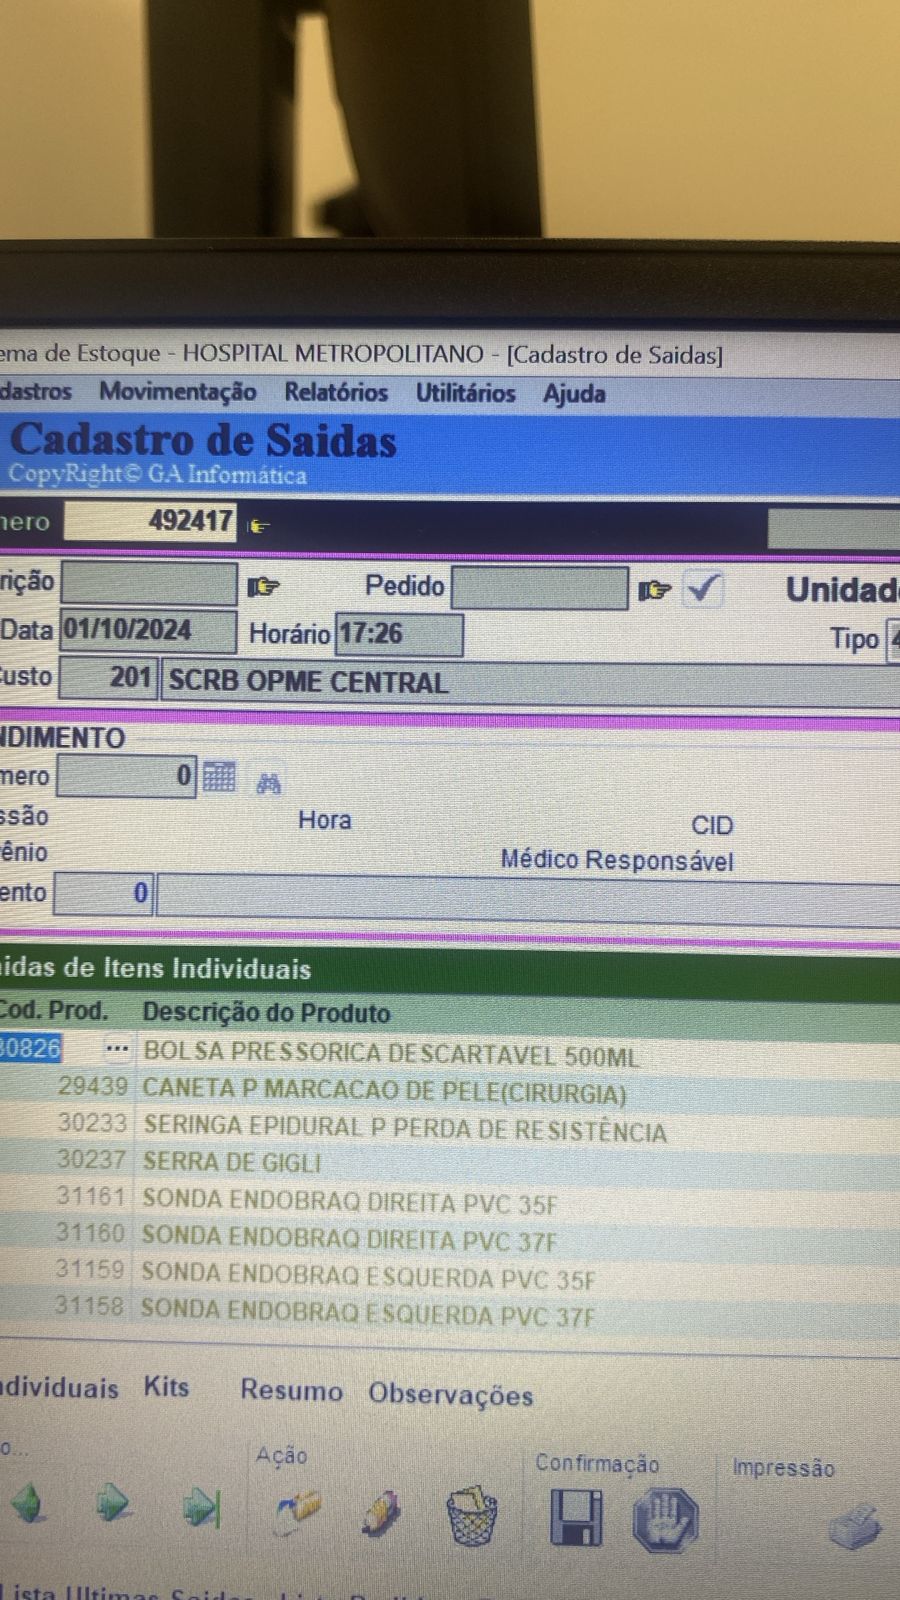 ema de Estoque - HOSPITAL METROPOLITANO - [Cadastro de Saidas]
dastros Movimentação Relatórios Utilitários Ajuda
Cadastro de Saidas
CopyRight© GA Informática
nero 492417
rição Pedido Unidad
Data 01/10/2024 Horário 17:26 Tipo 4
Custo 201 SCRB OPME CENTRAL
NDIMENTO
mero 0
ssão Hora CID
ênio Médico Responsável
ento 0
aidas de Itens Individuais
Cod. Prod. Descrição do Produto
30826 ... BOLSA PRESSORICA DESCARTAVEL 500ML
29439 CANETA P MARCACAO DE PELE(CIRURGIA)
30233 SERINGA EPIDURAL P PERDA DE RESISTÊNCIA
30237 SERRA DE GIGLI
31161 SONDA ENDOBRAQ DIREITA PVC 35F
31160 SONDA ENDOBRAQ DIREITA PVC 37F
31159 SONDA ENDOBRAQ ESQUERDA PVC 35F
31158 SONDA ENDOBRAQ ESQUERDA PVC 37F
ndividuais Kits Resumo Observações
o... Ação Confirmação Impressão
Lista Ultimas Saidas